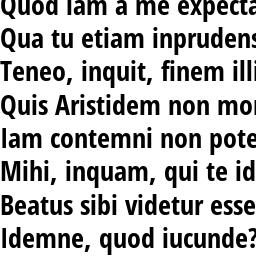 Quod iam a me expecta
Qua tu etiam inprudens
Teneo, inquit, finem illi
Quis Aristidem non mor
Iam contemni non pote
Mihi, inquam, qui te id
Beatus sibi videtur esse
Idemne, quod iucunde?